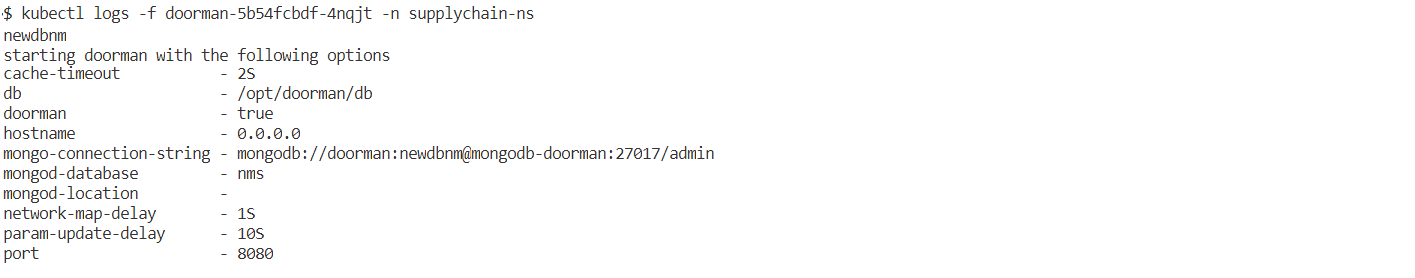 $ kubectl logs -f doorman-5b54fcbdf-4nqjt -n supplychain-ns
newdbnm
starting doorman with the following options
cache-timeout - 2S
db - /opt/doorman/db
doorman - true
hostname - 0.0.0.0
mongo-connection-string - mongodb://doorman:newdbnm@mongodb-doorman:27017/admin
mongod-database - nms
mongod-location -
network-map-delay - 1S
param-update-delay - 10S
port - 8080